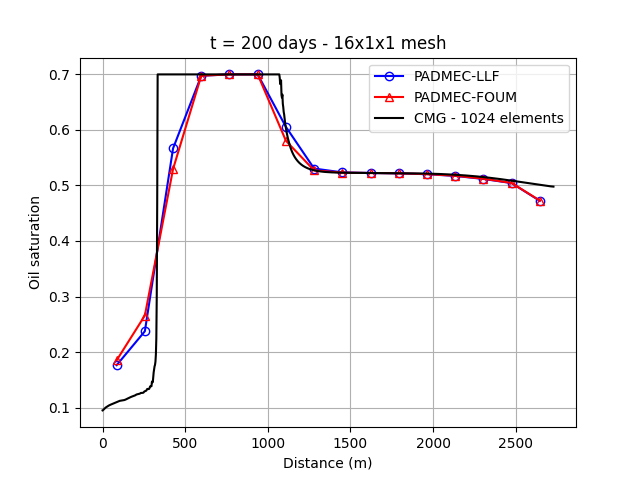 t = 200 days - 16x1x1 mesh
PADMEC-LLF
PADMEC-FOUM
CMG - 1024 elements
Oil saturation
0.7
0.6
0.5
0.4
0.3
0.2
0.1
0 500 1000 1500 2000 2500
Distance (m)